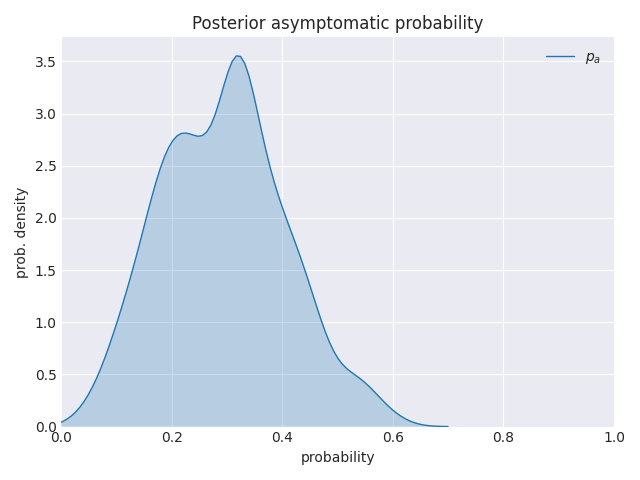 Posterior asymptomatic probability
pₐ
3.5
3.0
2.5
2.0
1.5
1.0
0.5
0.0
prob. density
0.0 0.2 0.4 0.6 0.8 1.0
probability